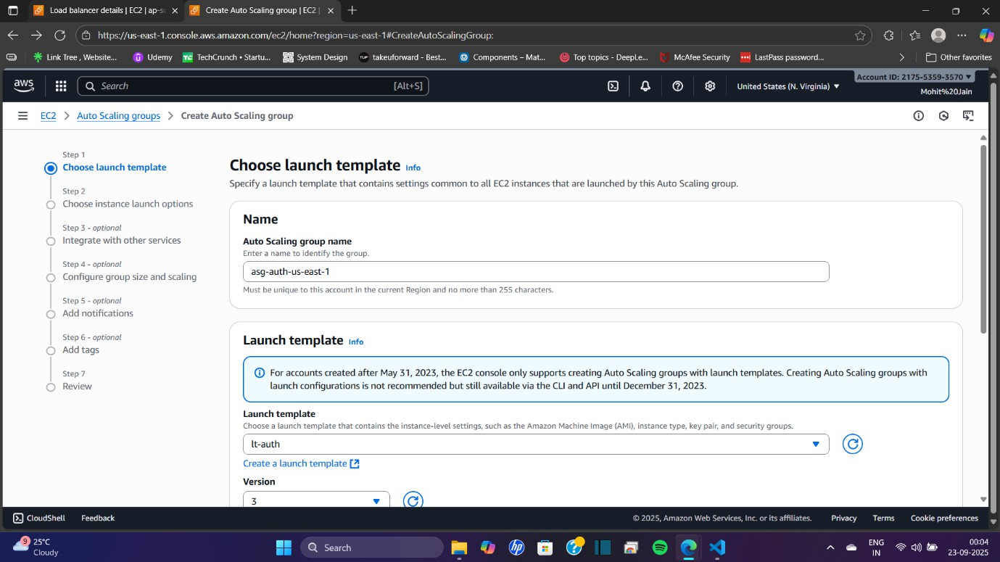 Load balancer details | EC2 | ap-so
Create Auto Scaling group | EC2 |
https://us-east-1.console.aws.amazon.com/ec2/home?region=us-east-1#CreateAutoScalingGroup:
Link Tree , Website...
Udemy
TechCrunch • Startu...
System Design
takeuforward - Best...
Components – Mat...
Top topics - DeepLe...
McAfee Security
LastPass password...
Other favorites
aws
Search
[Alt+S]
United States (N. Virginia)
Account ID: 2175-5359-3570
Mohit%20Jain
EC2
Auto Scaling groups
Create Auto Scaling group
Step 1
Choose launch template
Step 2
Choose instance launch options
Step 3 - optional
Integrate with other services
Step 4 - optional
Configure group size and scaling
Step 5 - optional
Add notifications
Step 6 - optional
Add tags
Step 7
Review
Choose launch template Info
Specify a launch template that contains settings common to all EC2 instances that are launched by this Auto Scaling group.
Name
Auto Scaling group name
Enter a name to identify the group.
asg-auth-us-east-1
Must be unique to this account in the current Region and no more than 255 characters.
Launch template Info
For accounts created after May 31, 2023, the EC2 console only supports creating Auto Scaling groups with launch templates. Creating Auto Scaling groups with
launch configurations is not recommended but still available via the CLI and API until December 31, 2023.
Launch template
Choose a launch template that contains the instance-level settings, such as the Amazon Machine Image (AMI), instance type, key pair, and security groups.
lt-auth
Create a launch template
Version
3
CloudShell
Feedback
© 2025, Amazon Web Services, Inc. or its affiliates.
Privacy
Terms
Cookie preferences
9
25°C
Cloudy
Search
hp
ENG
IN
00:04
23-09-2025